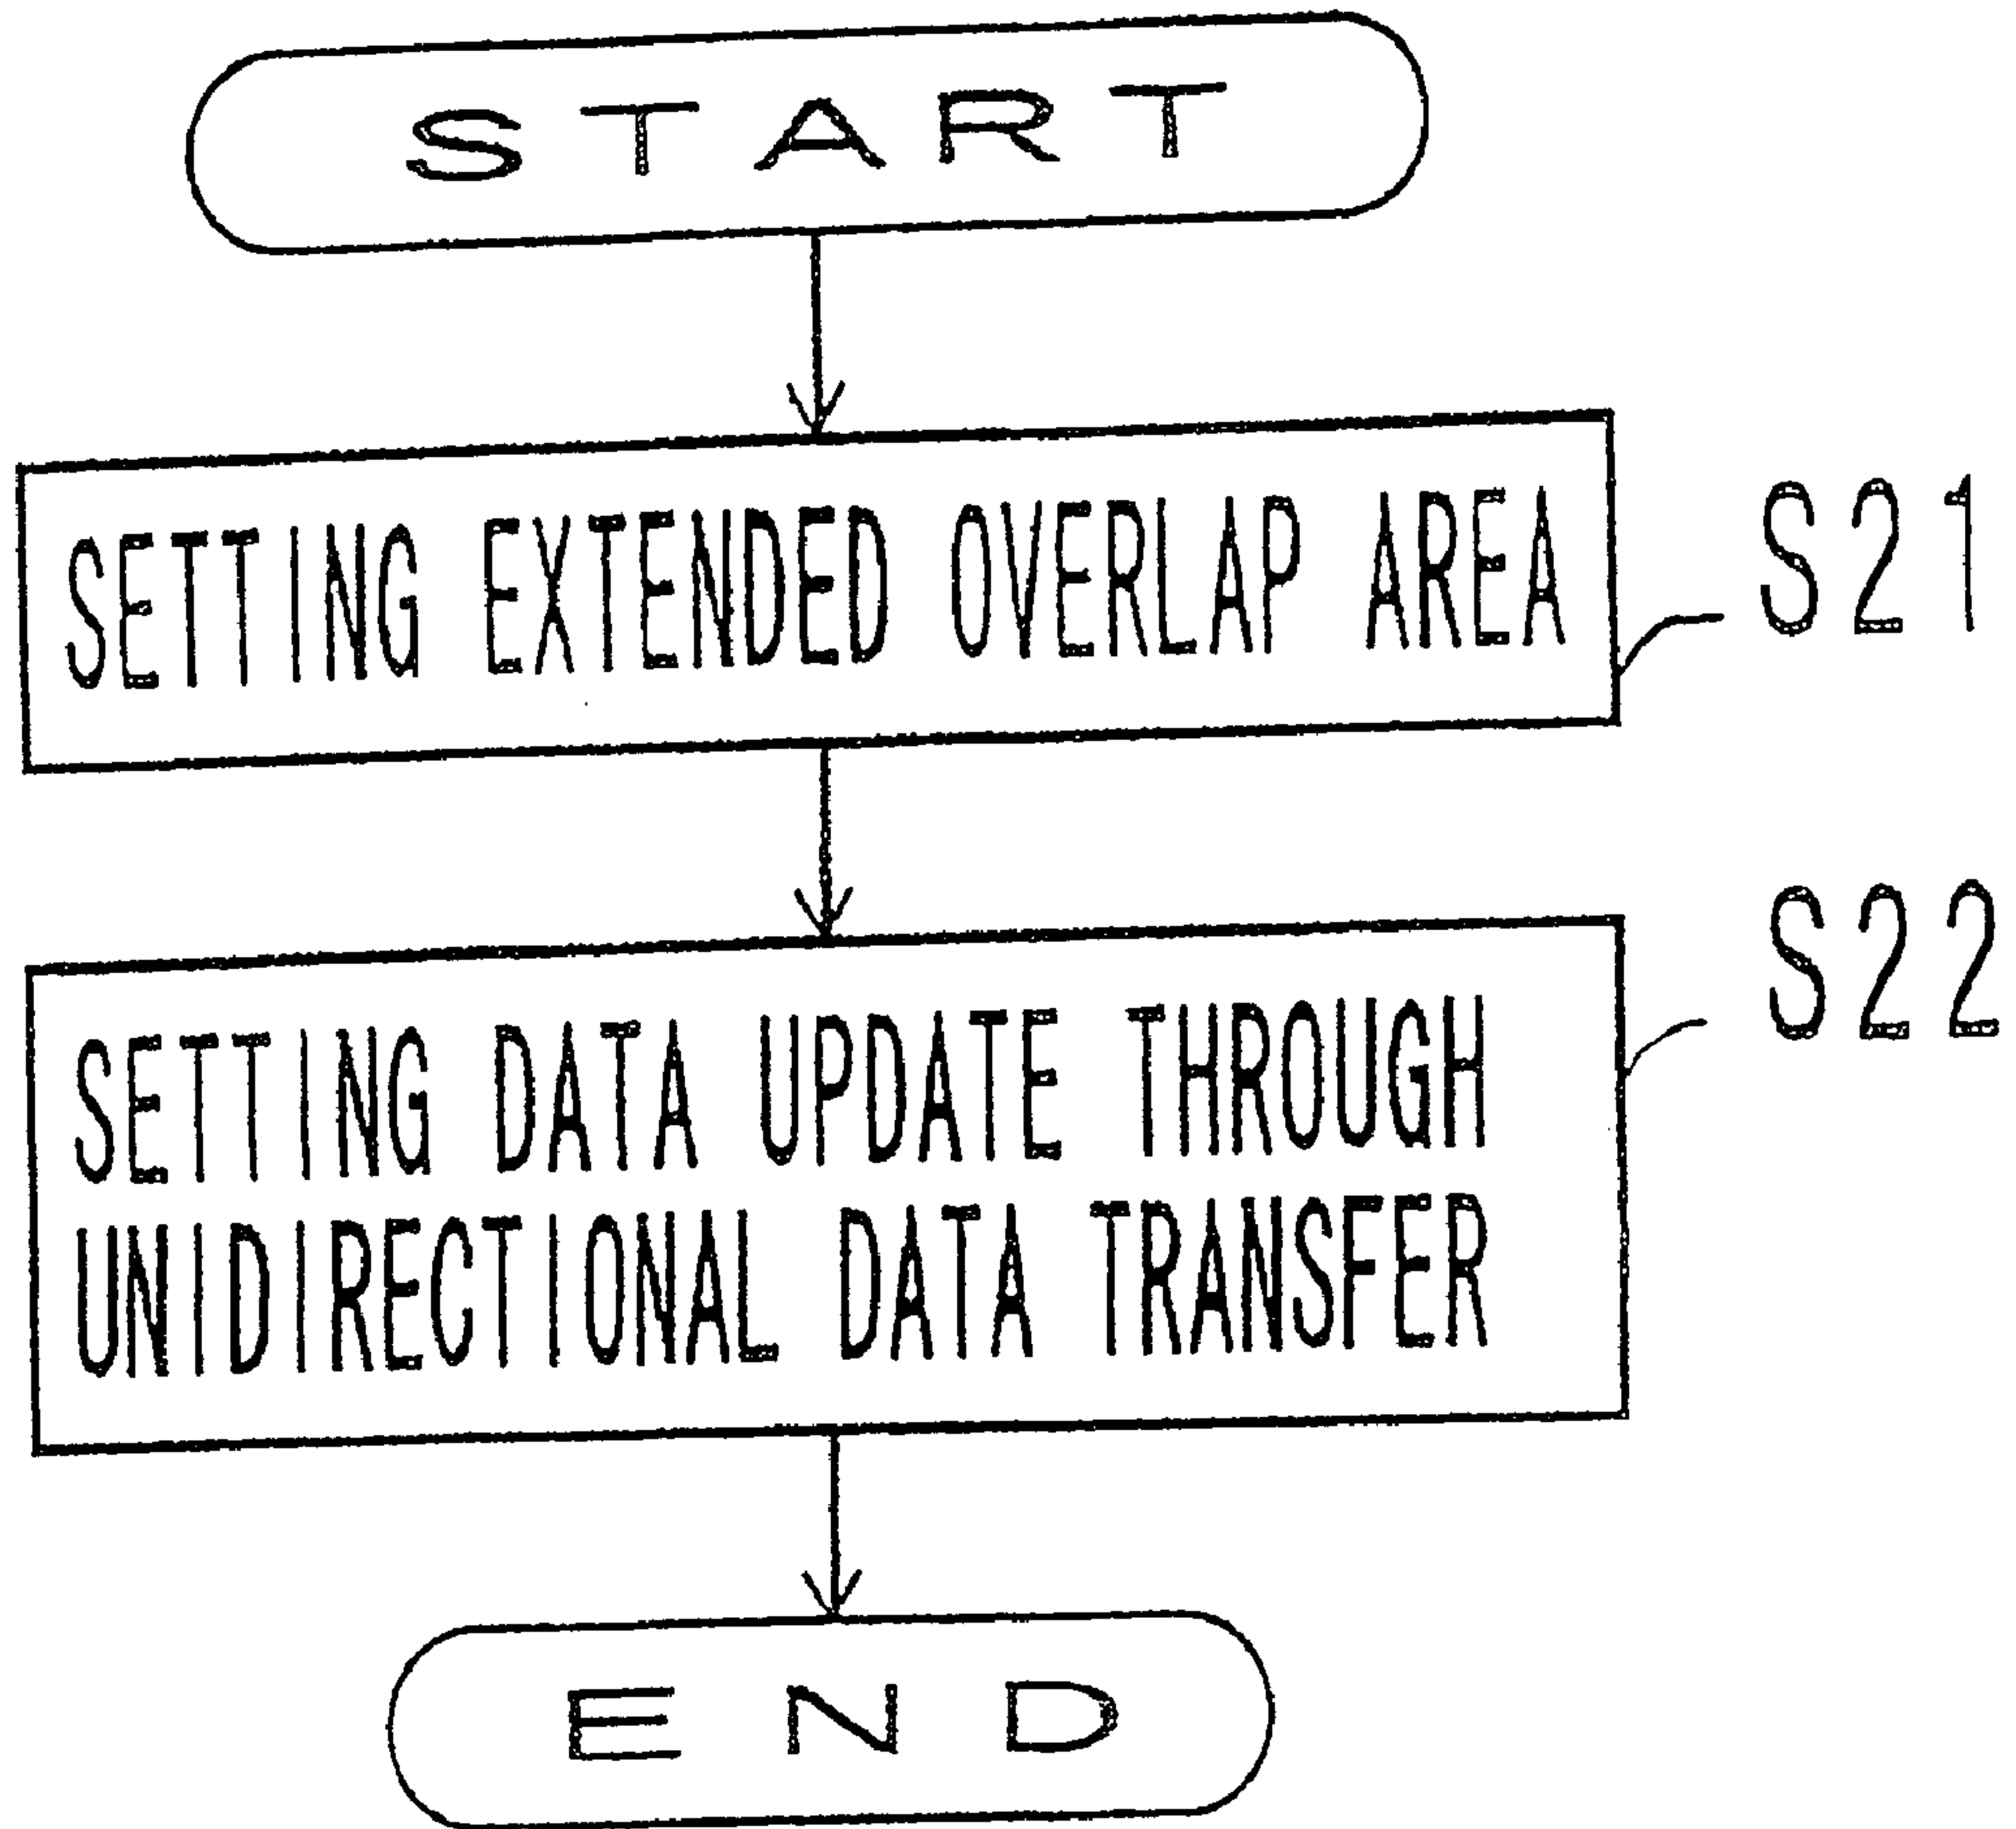 START
SETTING EXTENDED OVERLAP AREA
S21
SETTING DATA UPDATE THROUGH
UNIDIRECTIONAL DATA TRANSFER
S22
END